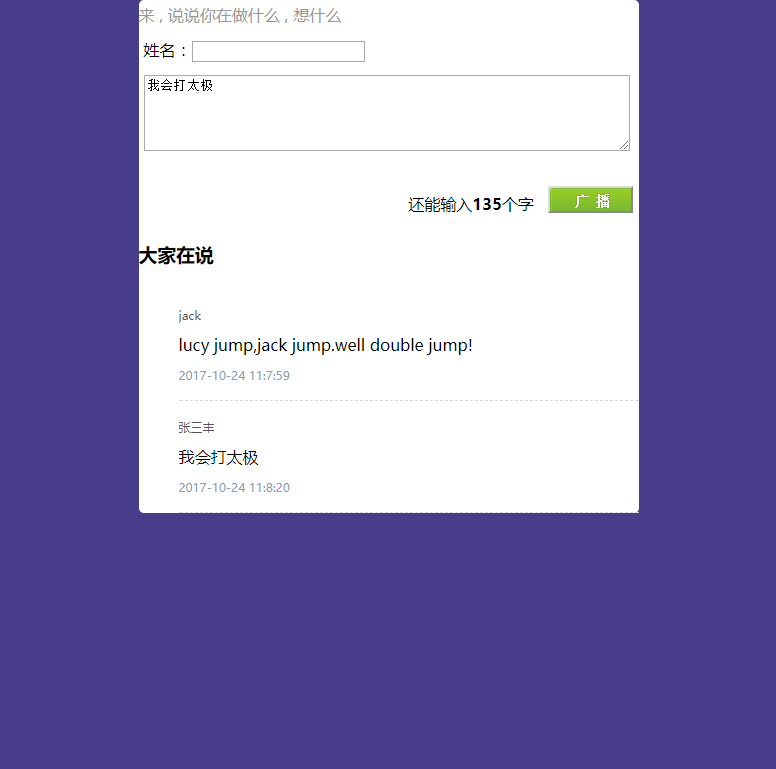 来，说说你在做什么，想什么
姓名：
我会打太极
还能输入135个字 广 播
大家在说
jack
lucy jump,jack jump.well double jump!
2017-10-24 11:7:59
张三丰
我会打太极
2017-10-24 11:8:20